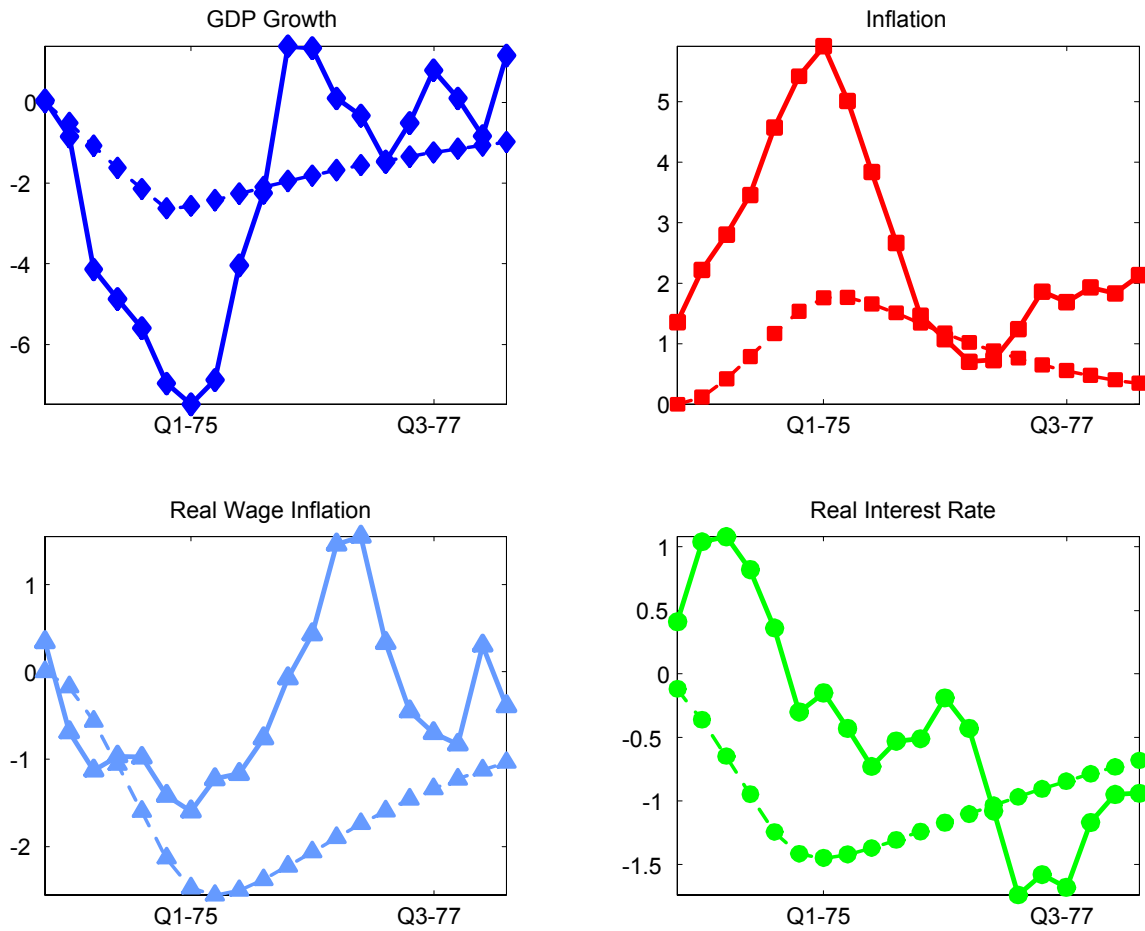 GDP Growth
0
-2
-4
-6
Q1-75
Q3-77
Inflation
5
4
3
2
1
0
Q1-75
Q3-77
Real Wage Inflation
1
0
-1
-2
Q1-75
Q3-77
Real Interest Rate
1
0.5
0
-0.5
-1
-1.5
Q1-75
Q3-77